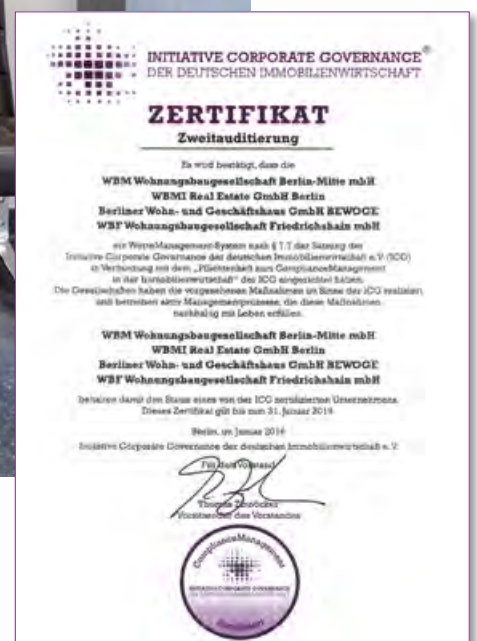 INITIATIVE CORPORATE GOVERNANCE®
DER DEUTSCHEN IMMOBILIENWIRTSCHAFT
ZERTIFIKAT
Zweitauditierung
Es wird bestätigt, dass die
WBM Wohnungsbaugesellschaft Berlin-Mitte mbH
WBMI Real Estate GmbH Berlin
Berliner Wohn- und Geschäftshaus GmbH BEWOGE
WBF Wohnungsbaugesellschaft Friedrichshain mbH
ein WerteManagement-System nach § 1.7 der Satzung der
Initiative Corporate Governance der deutschen Immobilienwirtschaft e.V. (ICG)
in Verbindung mit dem „Pflichtenheft zum ComplianceManagement
in der Immobilienwirtschaft“ der ICG eingerichtet haben.
Die Gesellschaften haben die vorgesehenen Maßnahmen im Sinne der ICG realisiert
und betreiben aktiv Managementprozesse, die diese Maßnahmen
nachhaltig mit Leben erfüllen.
WBM Wohnungsbaugesellschaft Berlin-Mitte mbH
WBMI Real Estate GmbH Berlin
Berliner Wohn- und Geschäftshaus GmbH BEWOGE
WBF Wohnungsbaugesellschaft Friedrichshain mbH
behalten damit den Status eines von der ICG zertifizierten Unternehmens.
Dieses Zertifikat gilt bis zum 31. Januar
Berlin, im Januar
Initiative Corporate Governance der deutschen Immobilienwirtschaft e.V.
Für den Vorstand
Thomas Zinnöcker
Vorsitzender des Vorstandes
ComplianceManagement
INITIATIVE CORPORATE GOVERNANCE
Zertifiziert